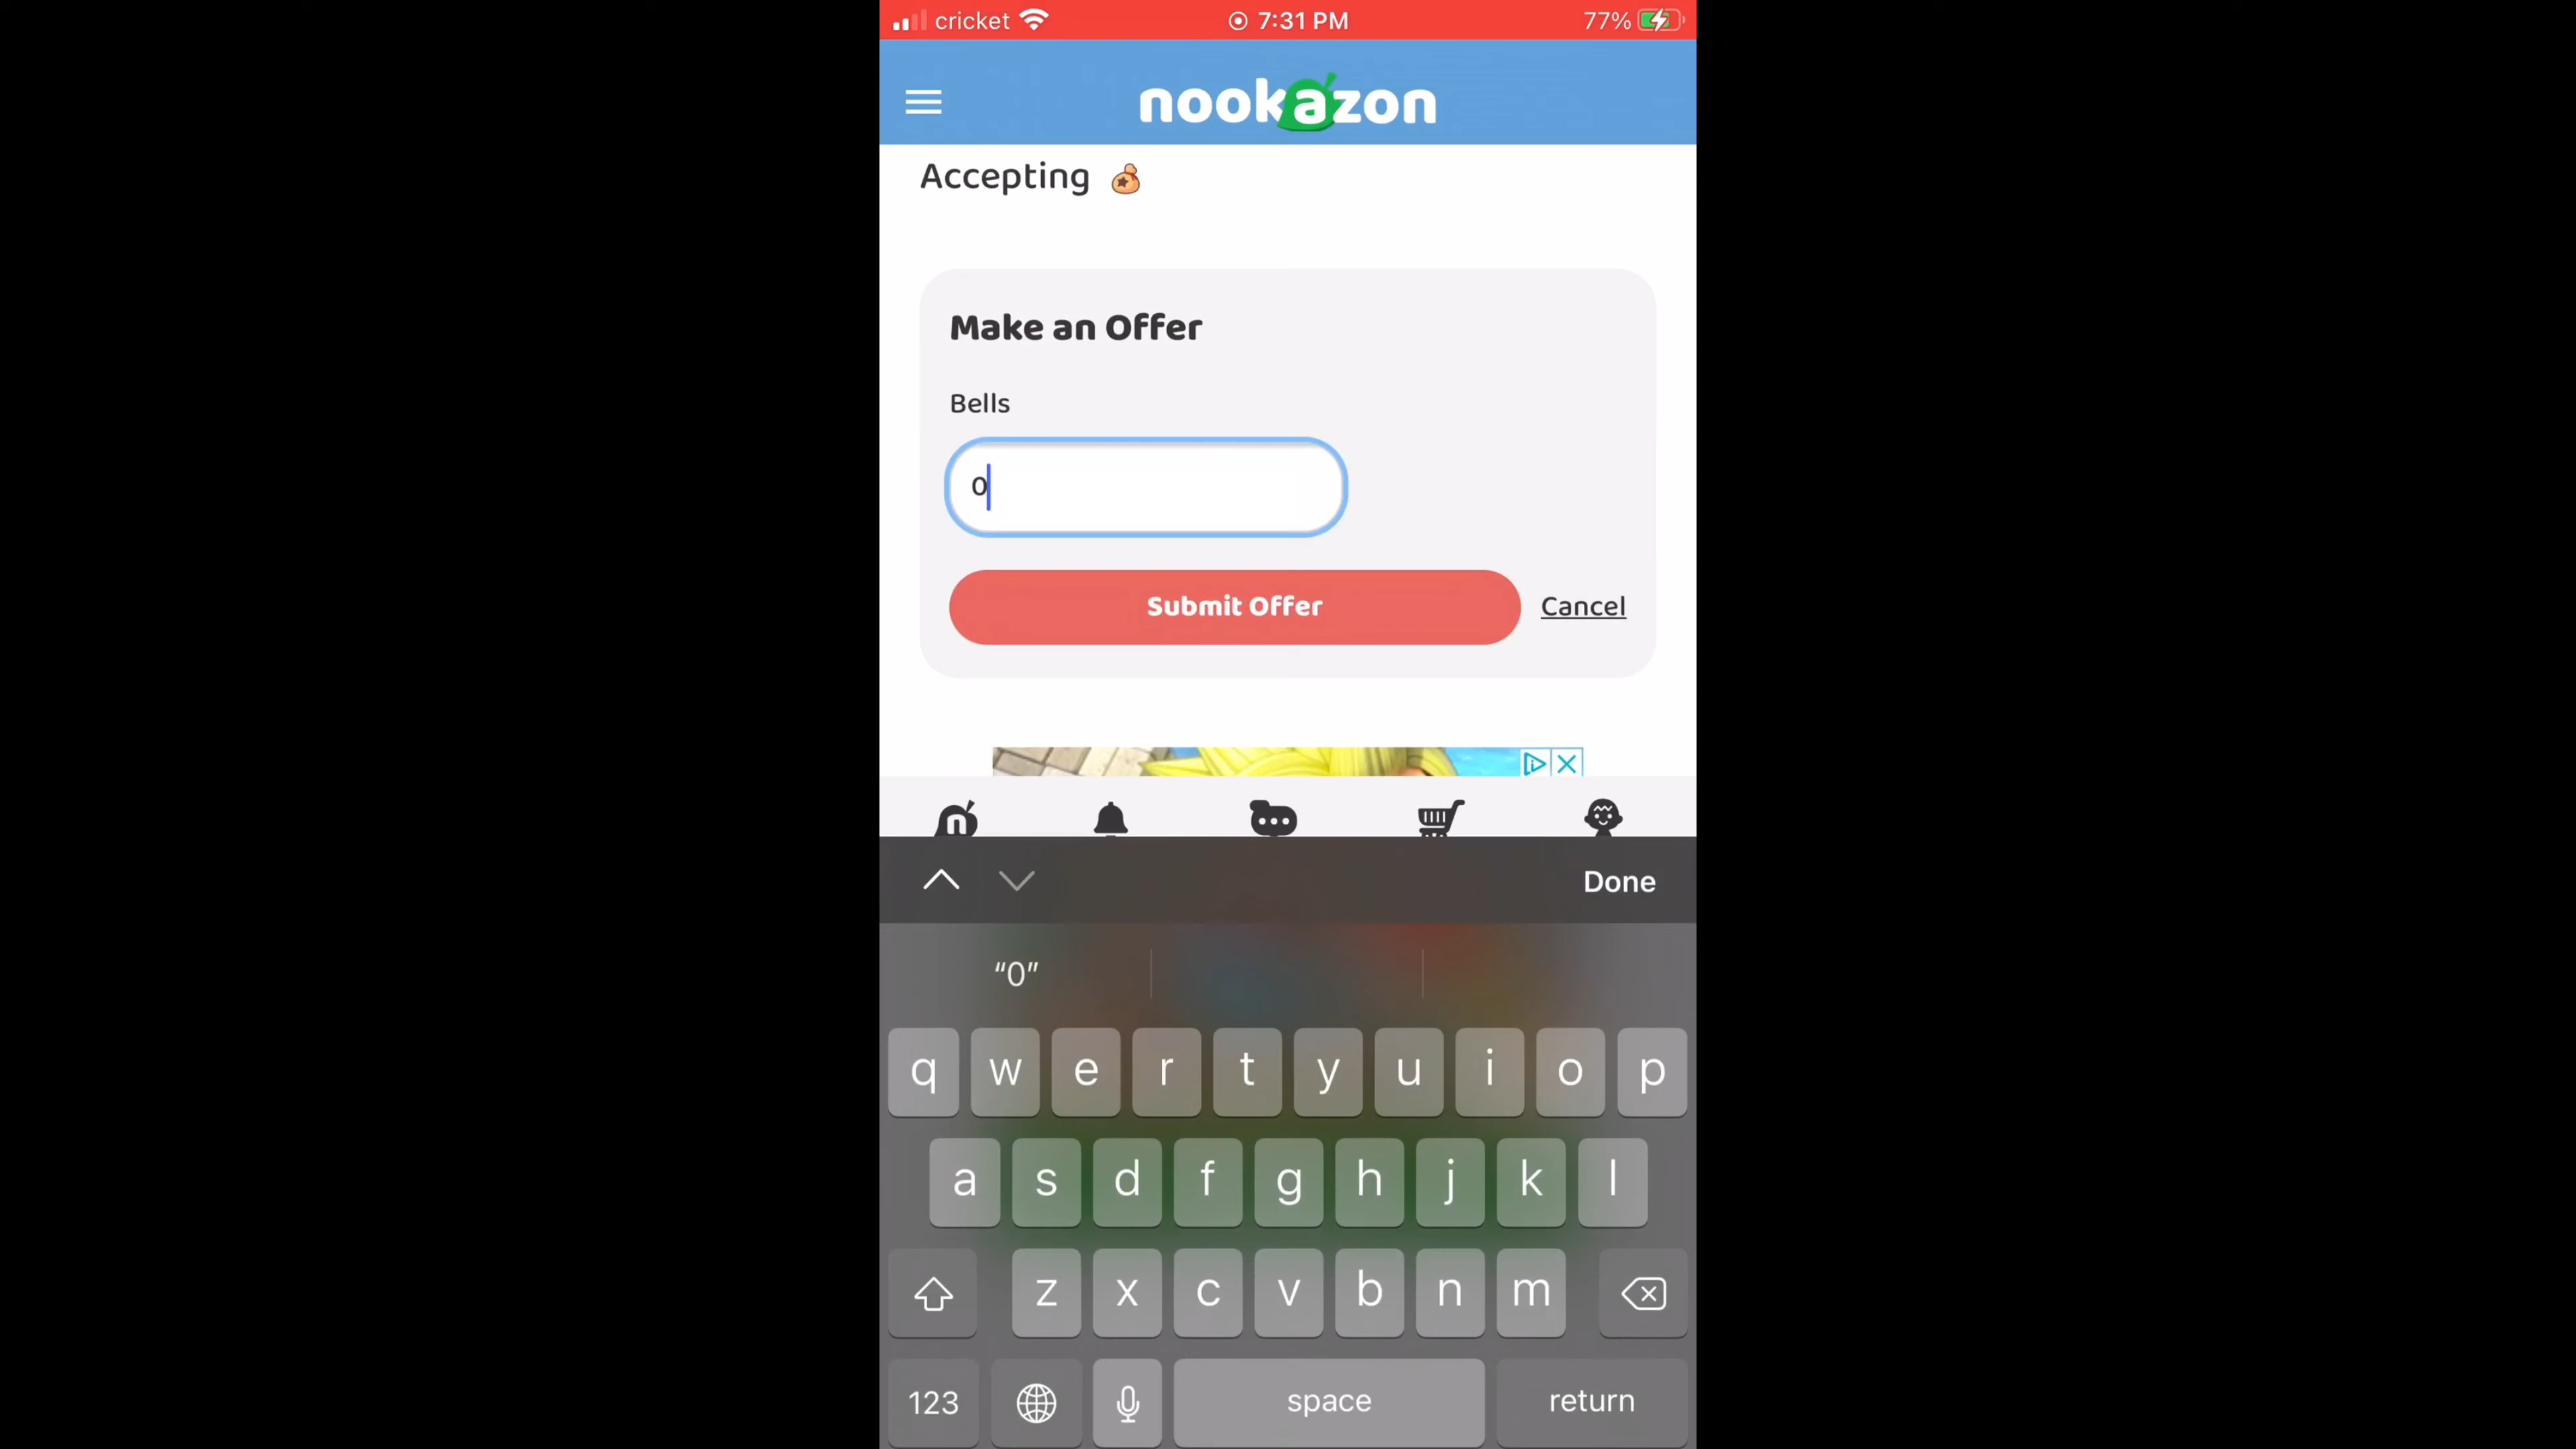 cricket 7:31 PM 77%
nookazon
Accepting
Make an Offer
Bells
0
Submit Offer Cancel
Done
“0”
q w e r t y u i o p
a s d f g h j k l
z x c v b n m
123 space return